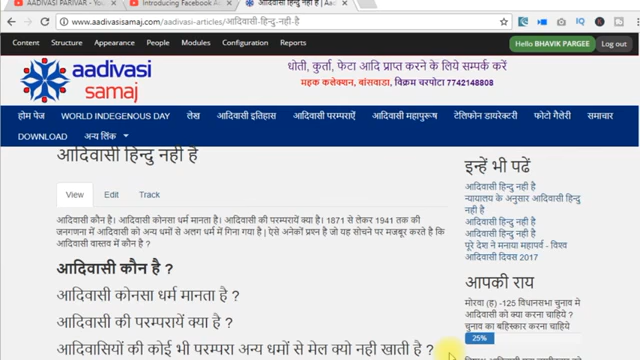 AADIVASI PARIVAR - You
Introducing Facebook A
आदिवासी हिन्दु नही है | Aa
www.aadivasisamaj.com/aadivasi-articles/आदिवासी-हिन्दु-नही-है
Content Structure Appearance People Modules Configuration Reports
Hello BHAVIK PARGEE Log out
aadivasi
samaj
धोती, कुर्ता, फेटा आदि प्राप्त करने के लिये सम्पर्क करें
महक कलेक्शन, बांसवाडा, विक्रम चरपोटा 7742148808
होम पेज WORLD INDEGENOUS DAY लेख आदिवासी इतिहास आदिवासी परम्पराऐं आदिवासी महापुरूष टेलिफोन डायरेक्टरी फोटो गैलेरी समाचार
DOWNLOAD अन्य लिंक
आदिवासी हिन्दु नही है
View Edit Track
आदिवासी कौन है। आदिवासी कोनसा धर्म मानता है। आदिवासी की परम्परायें क्या है। 1871 से लेकर 1941 तक की
जनगणना में आदिवासी को अन्य धमों से अलग धर्म में गिना गया है। ऐसे अनेकों प्रश्न है जो यह सोचने पर मजबूर करते है कि
आदिवासी वास्तव में कौन है ?
आदिवासी कौन है ?
आदिवासी कोनसा धर्म मानता है ?
आदिवासी की परम्परायें क्या है ?
आदिवासियों की कोई भी परम्परा अन्य धमों से मेल क्यो नही खाती है ?
इन्हें भी पढें
आदिवासी हिन्दु नही है
न्यायालय के अनुसार आदिवासी हिन्दु
नही है
आदिवासी हिन्दु नही है
आदिवासी हिन्दु नही है
पूरे देश ने मनाया महापर्व - विश्व
आदिवासी दिवस 2017
आपकी राय
मोरवा (ह) -125 विधानसभा चुनाव में
आदिवासी को क्या करना चाहिये ?
चुनाव का बहिस्कार करना चाहिये
25%